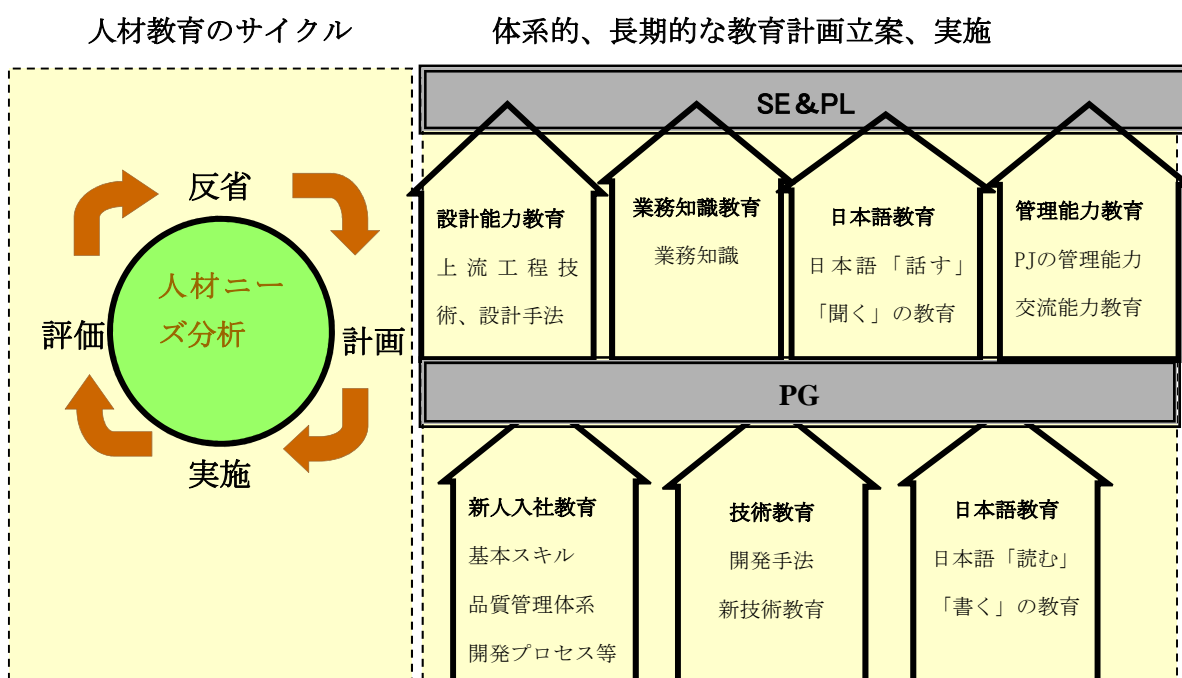 人材教育のサイクル
体系的、長期的な教育計画立案、実施
反省
人材ニー
ズ分析
評価
計画
実施
SE&PL
設計能力教育
上流工程技
術、設計手法
業務知識教育
業務知識
日本語教育
日本語「話す」
「聞く」の教育
管理能力教育
PJの管理能力
交流能力教育
PG
新人入社教育
基本スキル
品質管理体系
開発プロセス等
技術教育
開発手法
新技術教育
日本語教育
日本語「読む」
「書く」の教育